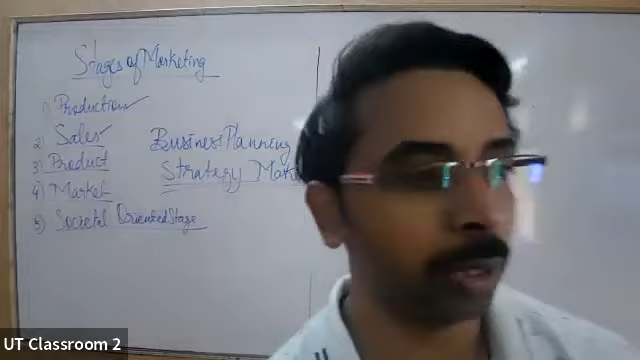 Stages of Marketing
1) Production
2) Sales
3) Product
4) Market
5) Societal Oriented Stage
Business Planning
Strategy
UT Classroom 2